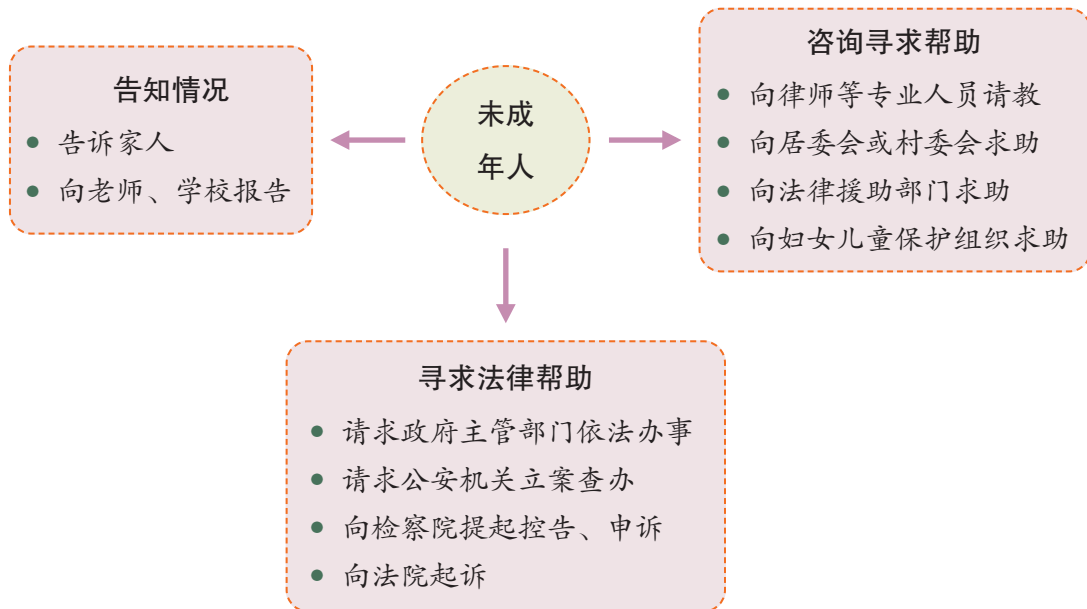 告知情况
告诉家人
向老师、学校报告
未成
年人
咨询寻求帮助
向律师等专业人员请教
向居委会或村委会求助
向法律援助部门求助
向妇女儿童保护组织求助
寻求法律帮助
请求政府主管部门依法办事
请求公安机关立案查办
向检察院提起控告、申诉
向法院起诉